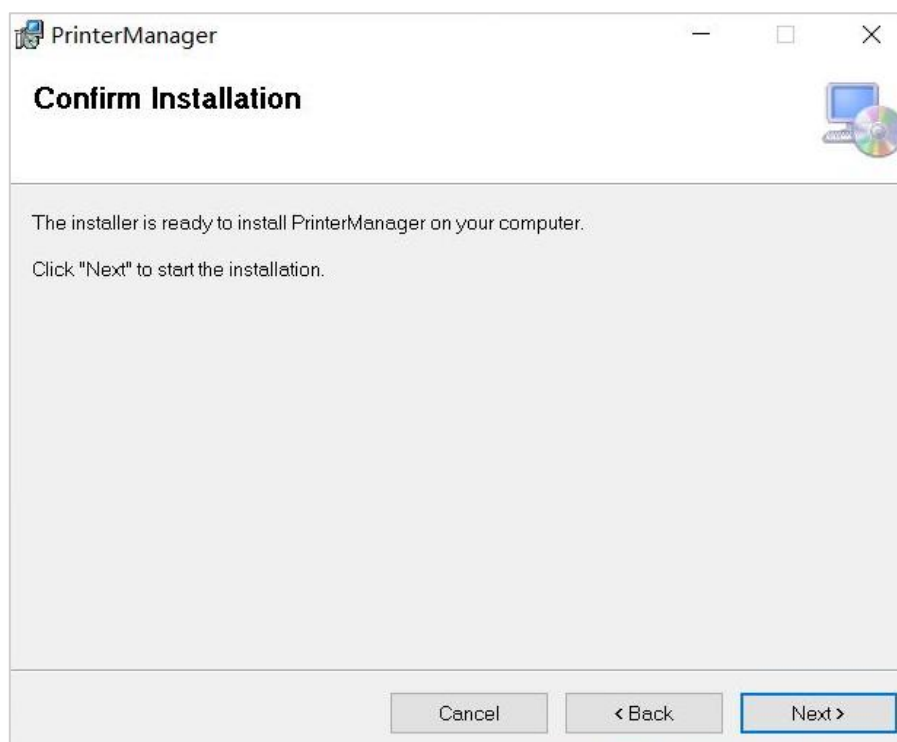 PrinterManager
Confirm Installation
The installer is ready to install PrinterManager on your computer.
Click "Next" to start the installation.
Cancel
< Back
Next >